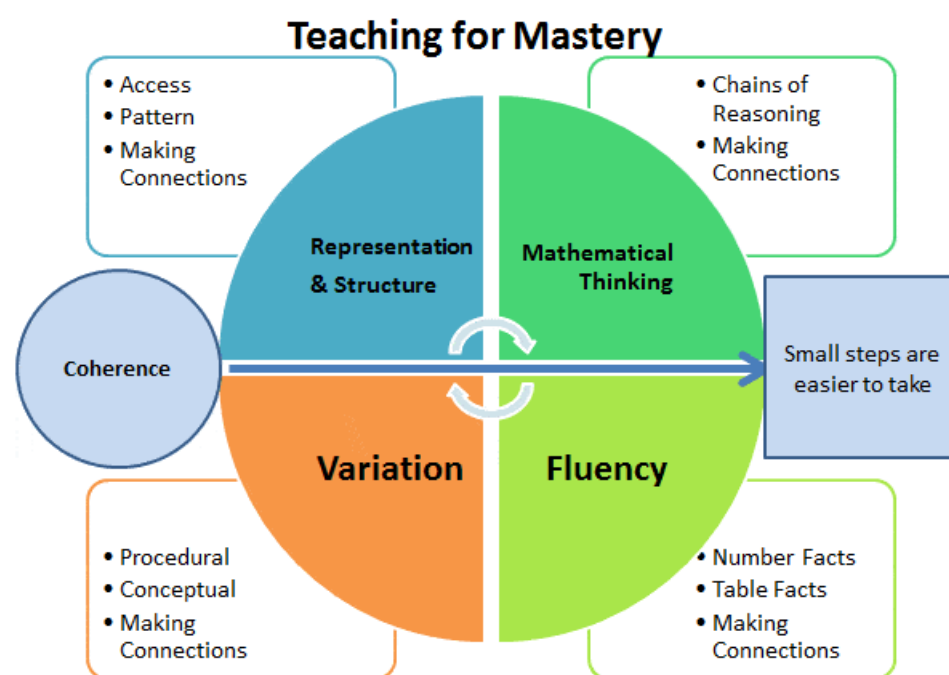 Teaching for Mastery
• Access
• Pattern
• Making
Connections
• Chains of
Reasoning
• Making
Connections
Representation
& Structure
Mathematical
Thinking
Coherence
Small steps are
easier to take
Variation
Fluency
• Procedural
• Conceptual
• Making
Connections
• Number Facts
• Table Facts
• Making
Connections